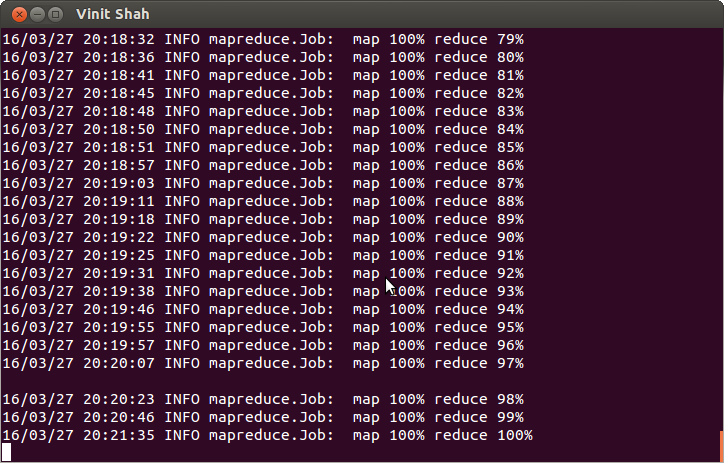 Vinit Shah
16/03/27 20:18:32 INFO mapreduce.Job:  map 100% reduce 79%
16/03/27 20:18:36 INFO mapreduce.Job:  map 100% reduce 80%
16/03/27 20:18:41 INFO mapreduce.Job:  map 100% reduce 81%
16/03/27 20:18:45 INFO mapreduce.Job:  map 100% reduce 82%
16/03/27 20:18:48 INFO mapreduce.Job:  map 100% reduce 83%
16/03/27 20:18:50 INFO mapreduce.Job:  map 100% reduce 84%
16/03/27 20:18:51 INFO mapreduce.Job:  map 100% reduce 85%
16/03/27 20:18:57 INFO mapreduce.Job:  map 100% reduce 86%
16/03/27 20:19:03 INFO mapreduce.Job:  map 100% reduce 87%
16/03/27 20:19:11 INFO mapreduce.Job:  map 100% reduce 88%
16/03/27 20:19:18 INFO mapreduce.Job:  map 100% reduce 89%
16/03/27 20:19:22 INFO mapreduce.Job:  map 100% reduce 90%
16/03/27 20:19:25 INFO mapreduce.Job:  map 100% reduce 91%
16/03/27 20:19:31 INFO mapreduce.Job:  map 100% reduce 92%
16/03/27 20:19:38 INFO mapreduce.Job:  map 100% reduce 93%
16/03/27 20:19:46 INFO mapreduce.Job:  map 100% reduce 94%
16/03/27 20:19:55 INFO mapreduce.Job:  map 100% reduce 95%
16/03/27 20:19:57 INFO mapreduce.Job:  map 100% reduce 96%
16/03/27 20:20:07 INFO mapreduce.Job:  map 100% reduce 97%
16/03/27 20:20:23 INFO mapreduce.Job:  map 100% reduce 98%
16/03/27 20:20:46 INFO mapreduce.Job:  map 100% reduce 99%
16/03/27 20:21:35 INFO mapreduce.Job:  map 100% reduce 100%